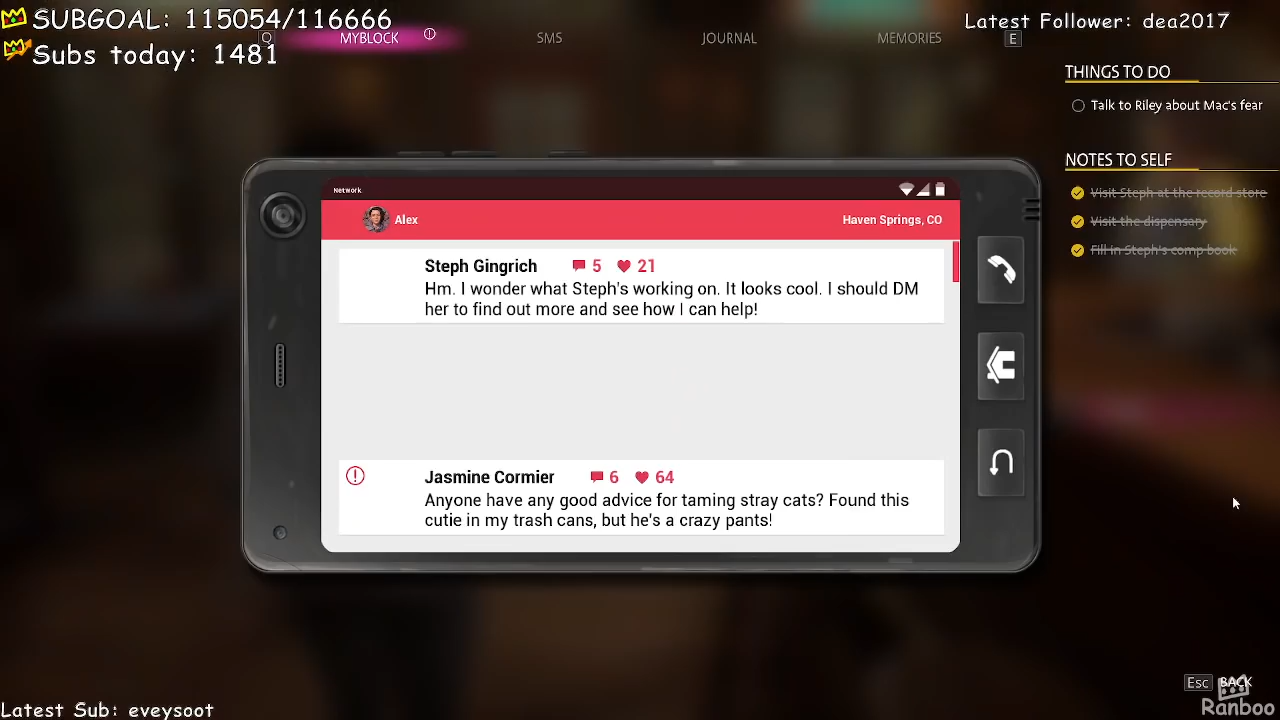 SUBGOAL: 115054/116666
Subs today: 1481
Latest Follower: dea2017
Q
MYBLOCK
SMS
JOURNAL
MEMORIES
E
THINGS TO DO
Talk to Riley about Mac's fear
NOTES TO SELF
Visit Steph at the record store
Visit the dispensary
Fill in Steph's comp book
Network
Alex
Haven Springs, CO
Steph Gingrich 5 21
Hm. I wonder what Steph's working on. It looks cool. I should DM
her to find out more and see how I can help!
Jasmine Cormier 6 64
Anyone have any good advice for taming stray cats? Found this
cutie in my trash cans, but he's a crazy pants!
Esc BACK
Ranboo
Latest Sub: eveysoot